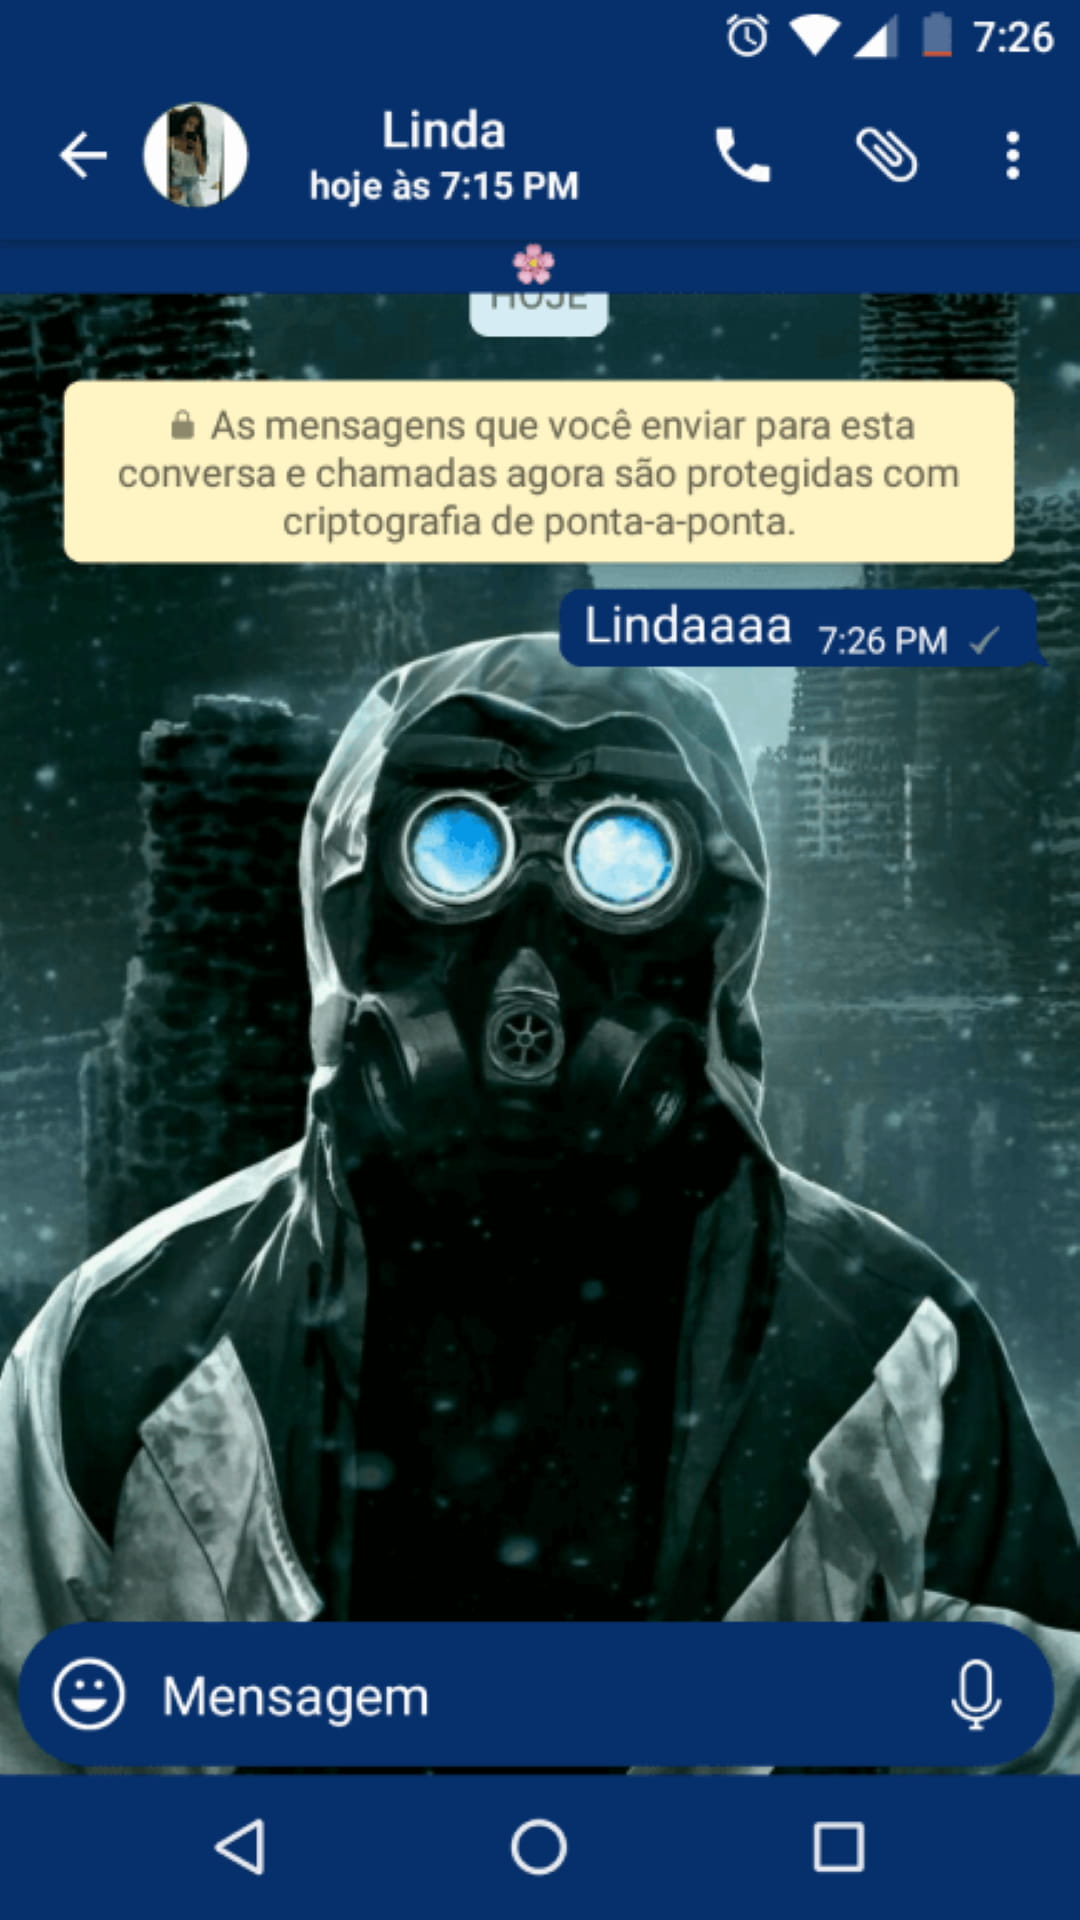 7:26
Linda
hoje às 7:15 PM
HOJE
As mensagens que você enviar para esta
conversa e chamadas agora são protegidas com
criptografia de ponta-a-ponta.
Lindaaaa 7:26 PM
Mensagem